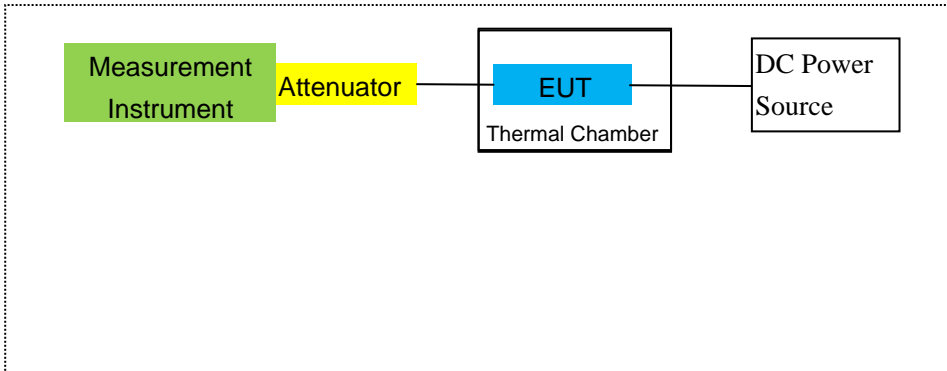 Measurement
Instrument
Attenuator
EUT
Thermal Chamber
DC Power
Source